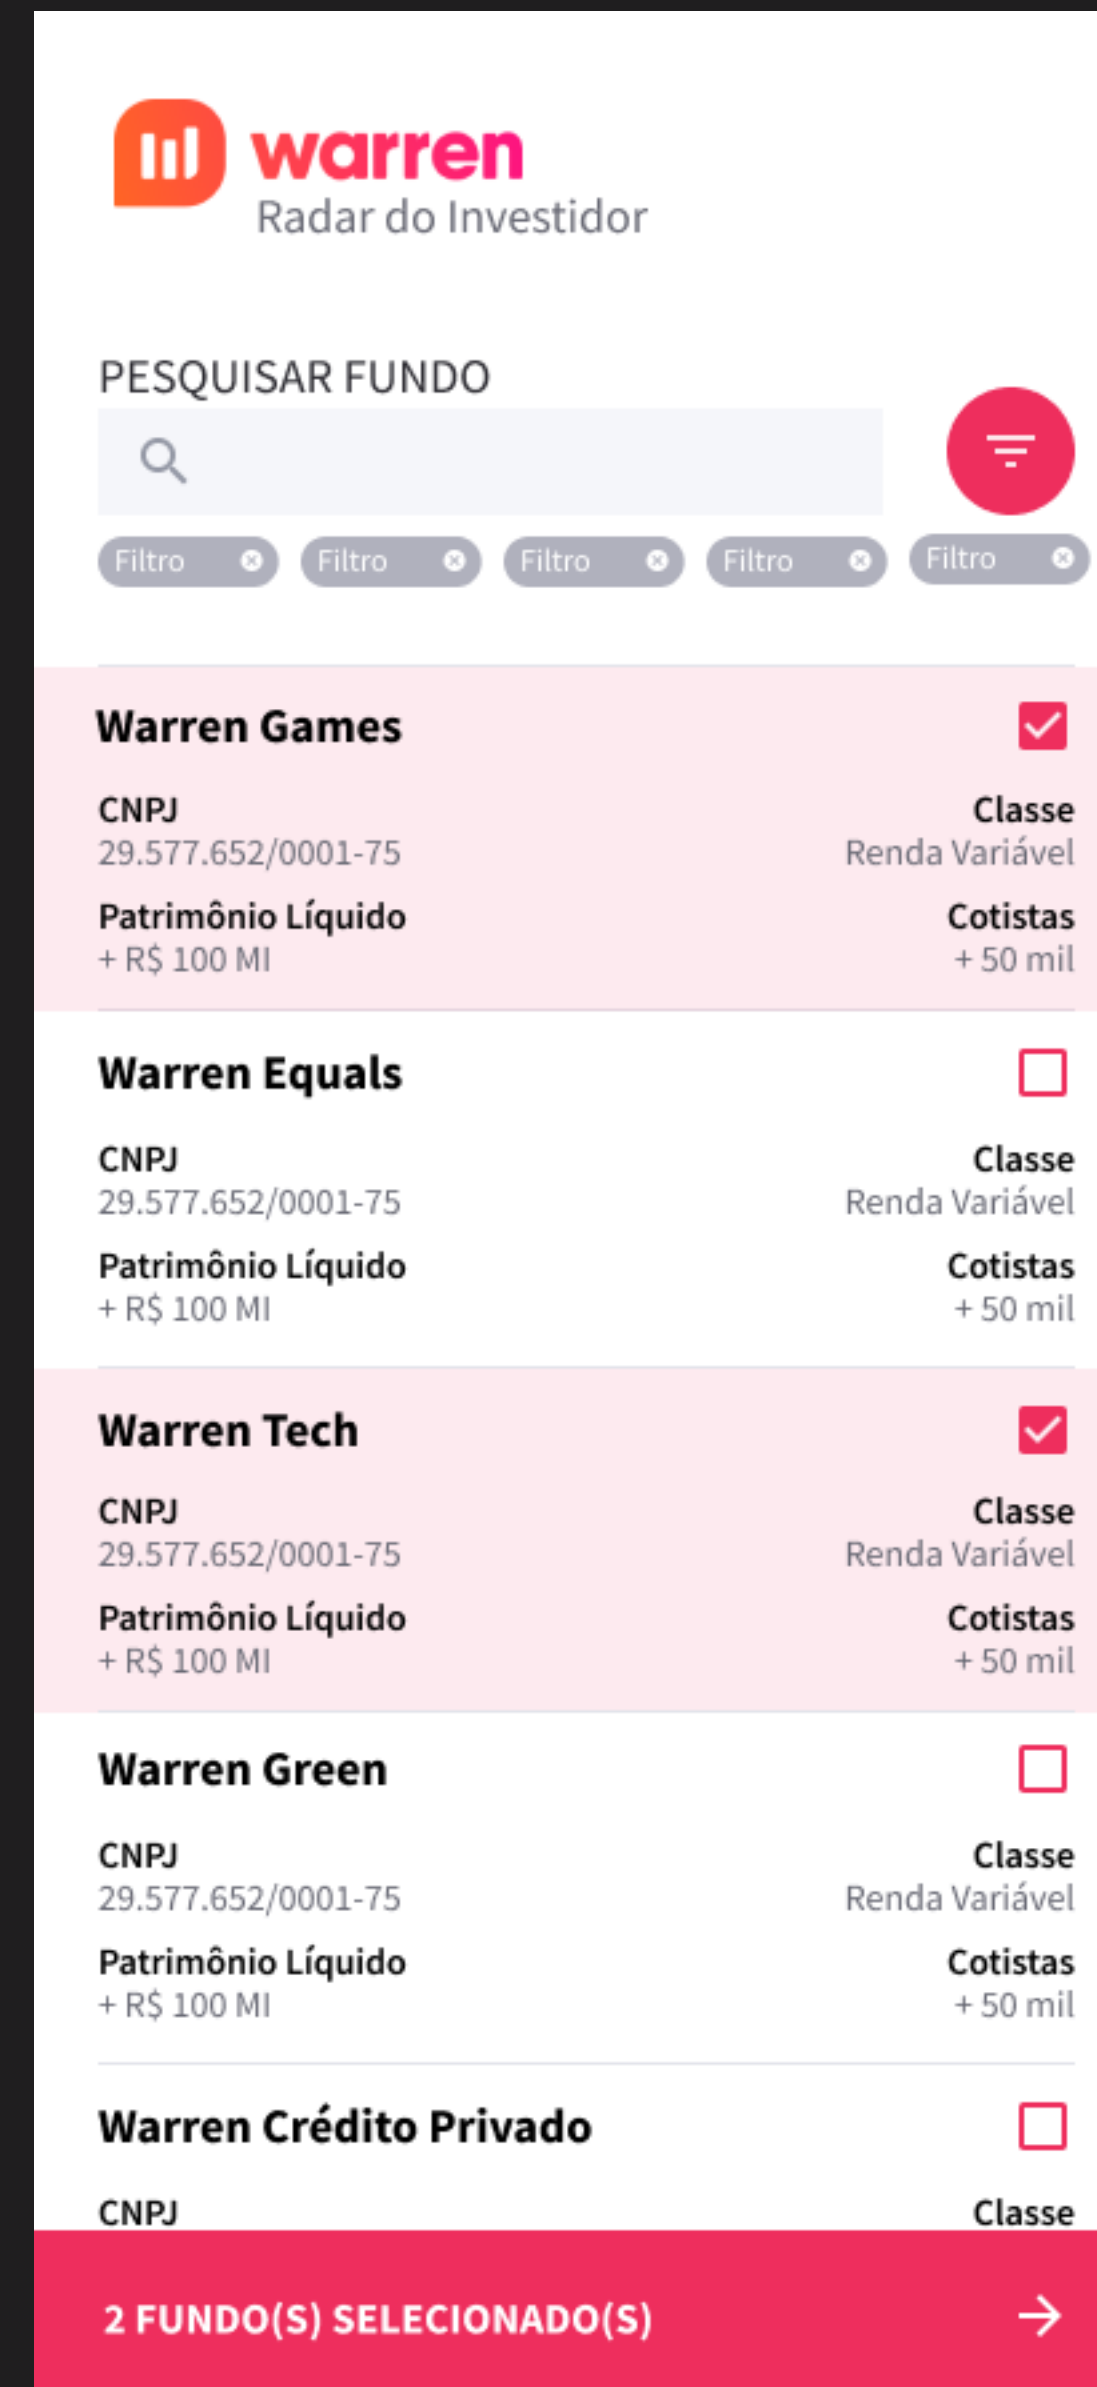 warren
Radar do Investidor
PESQUISAR FUNDO
Filtro Filtro Filtro Filtro Filtro
Warren Games
CNPJ Classe
29.577.652/0001-75 Renda Variável
Patrimônio Líquido Cotistas
+ R$ 100 MI + 50 mil
Warren Equals
CNPJ Classe
29.577.652/0001-75 Renda Variável
Patrimônio Líquido Cotistas
+ R$ 100 MI + 50 mil
Warren Tech
CNPJ Classe
29.577.652/0001-75 Renda Variável
Patrimônio Líquido Cotistas
+ R$ 100 MI + 50 mil
Warren Green
CNPJ Classe
29.577.652/0001-75 Renda Variável
Patrimônio Líquido Cotistas
+ R$ 100 MI + 50 mil
Warren Crédito Privado
CNPJ Classe
2 FUNDO(S) SELECIONADO(S)